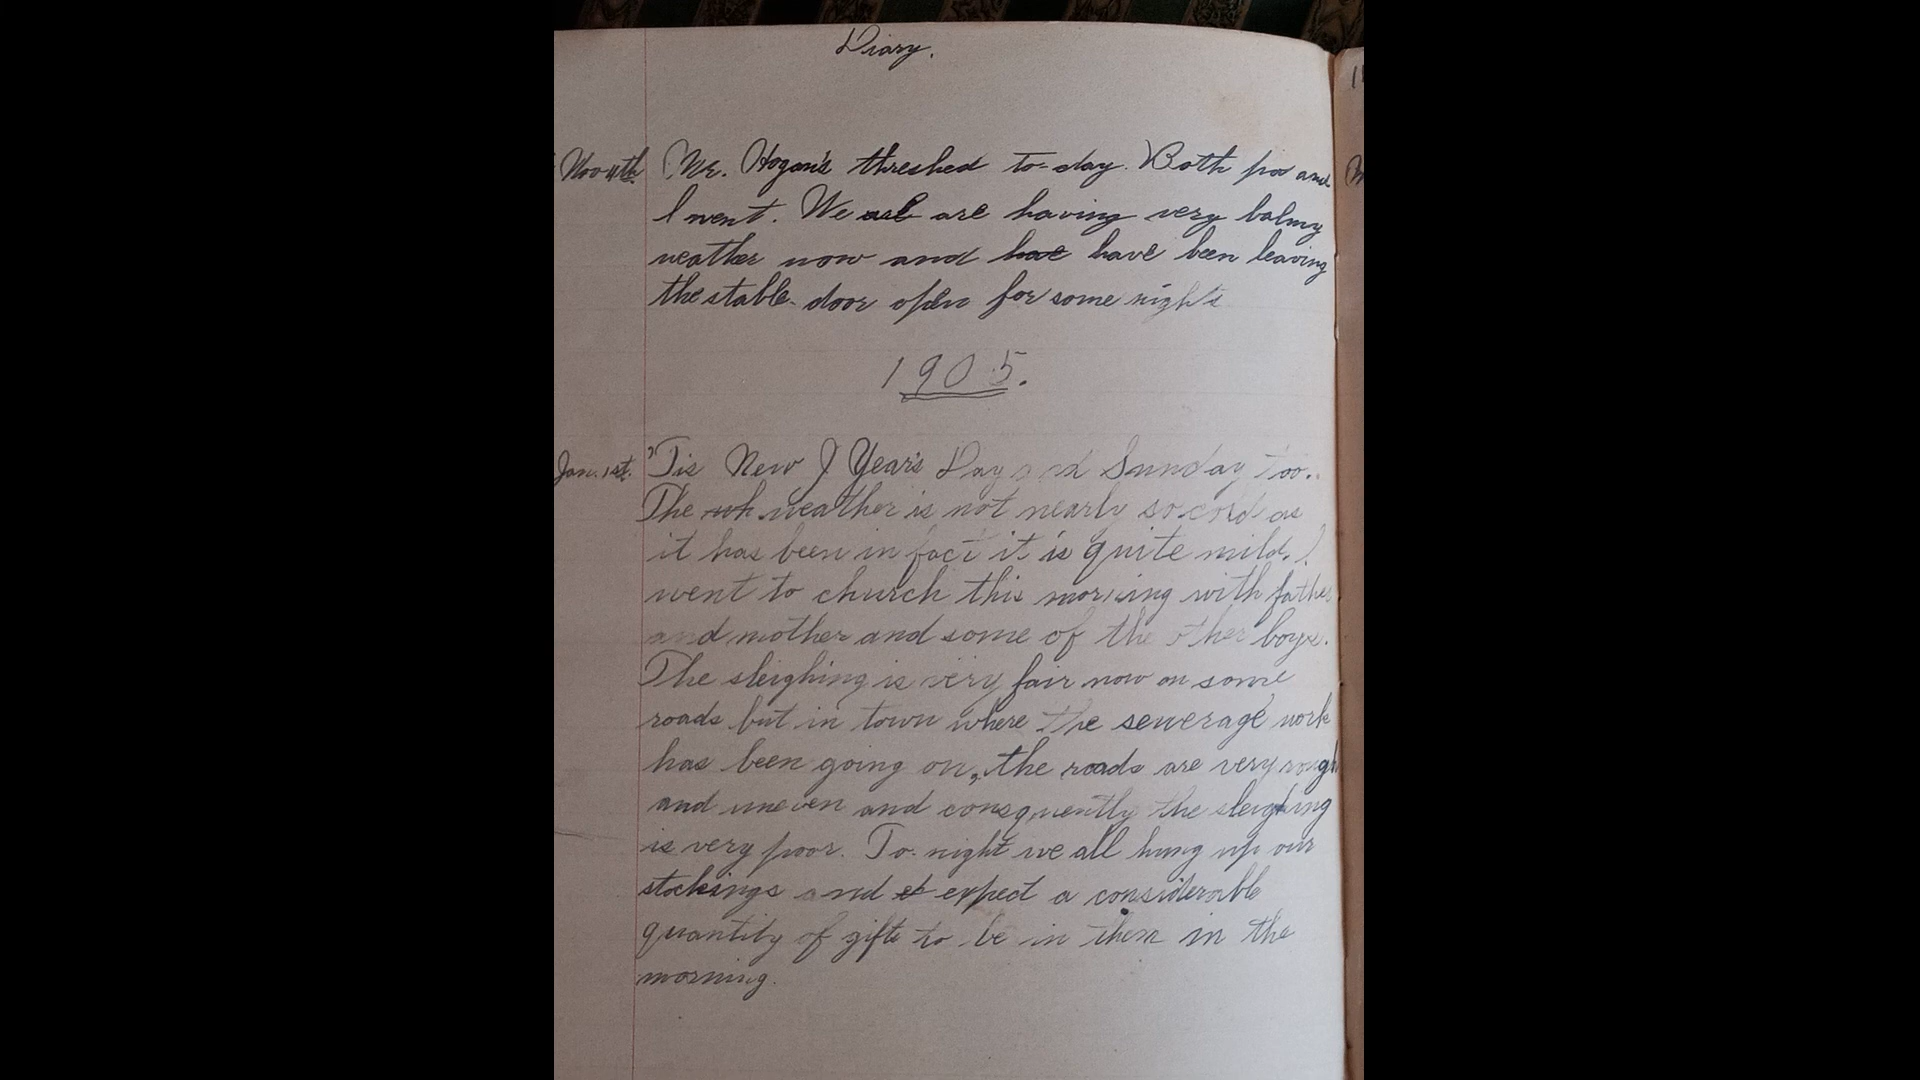 Diary.
Nov 4th. Mr. Hogan's threshed to-day. Both pa and
I went. We are are having very balmy
weather now and hav have been leaving
the stable door open for some nights
1905.
Jan. 1st. 'Tis New Year's Day and Sunday too.
The wh weather is not nearly so cold as
it has been in fact it is quite mild. I
went to church this morning with father
and mother and some of the other boys.
The sleighing is very fair now on some
roads but in town where the sewerage work
has been going on, the roads are very rough
and uneven and consquently the sleighing
is very poor. To-night we all hung up our
stockings and expect a considerable
quantity of gifts to be in them in the
morning.